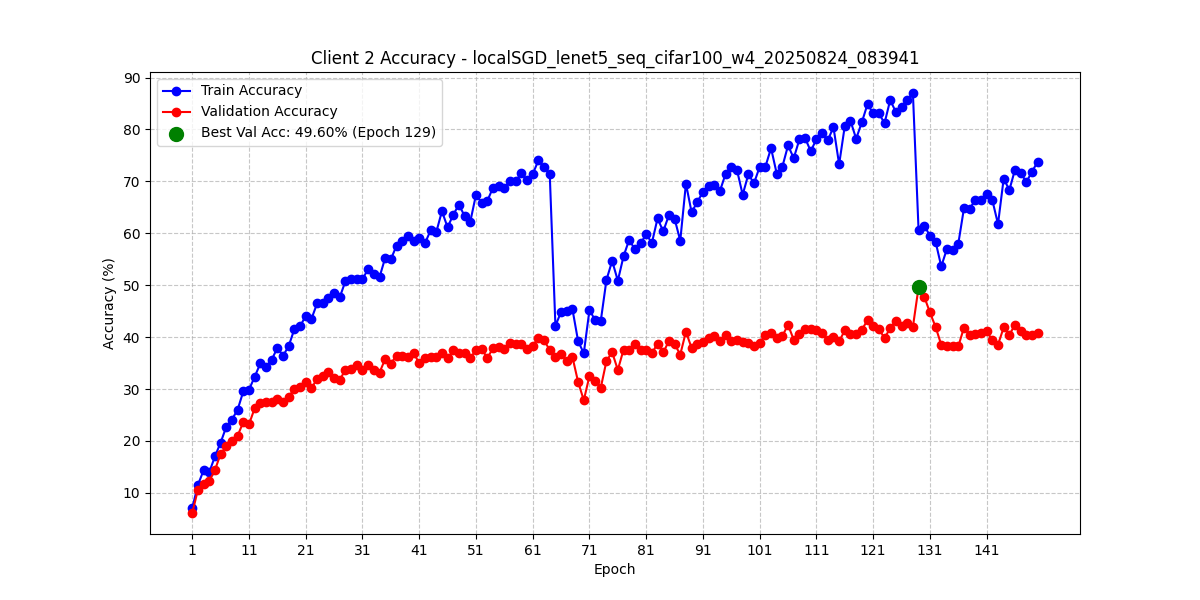 Client 2 Accuracy - localSGD_lenet5_seq_cifar100_w4_20250824_083941
Train Accuracy
Validation Accuracy
Best Val Acc: 49.60% (Epoch 129)
Accuracy (%)
90
80
70
60
50
40
30
20
10
1 11 21 31 41 51 61 71 81 91 101 111 121 131 141
Epoch